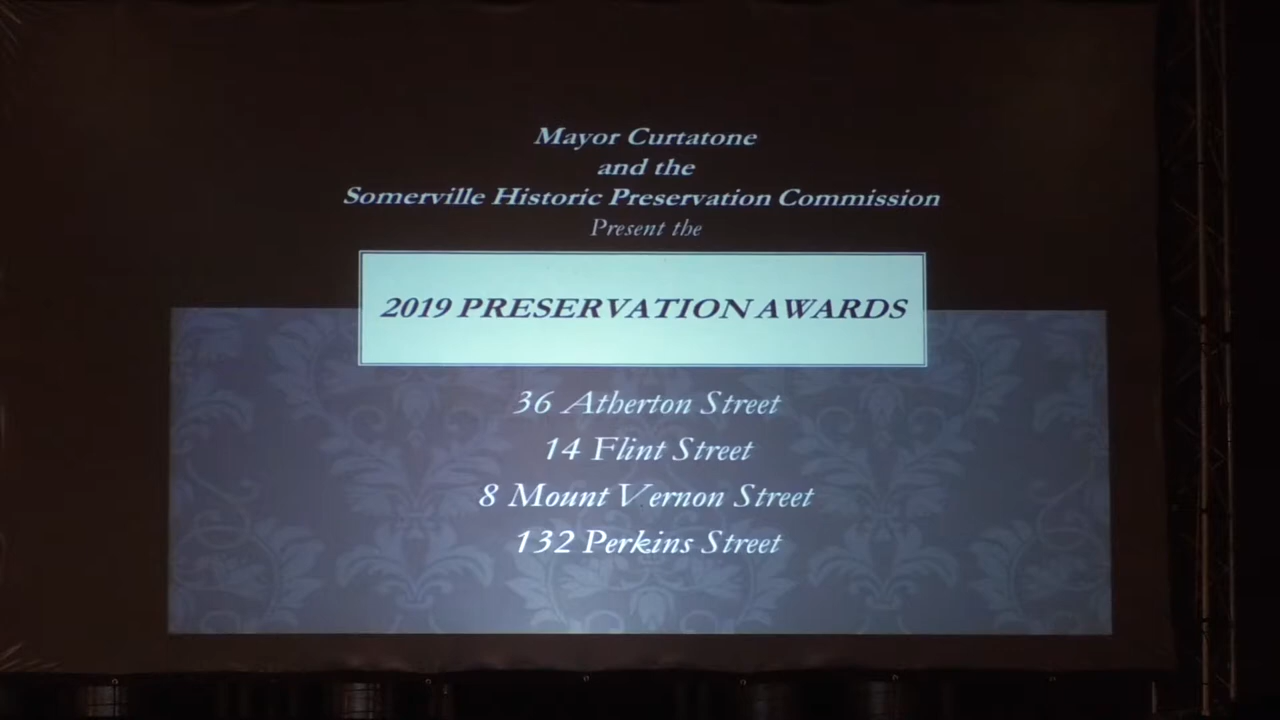 Mayor Curtatone
and the
Somerville Historic Preservation Commission
Present the
2019 PRESERVATION AWARDS
36 Atherton Street
14 Flint Street
8 Mount Vernon Street
132 Perkins Street